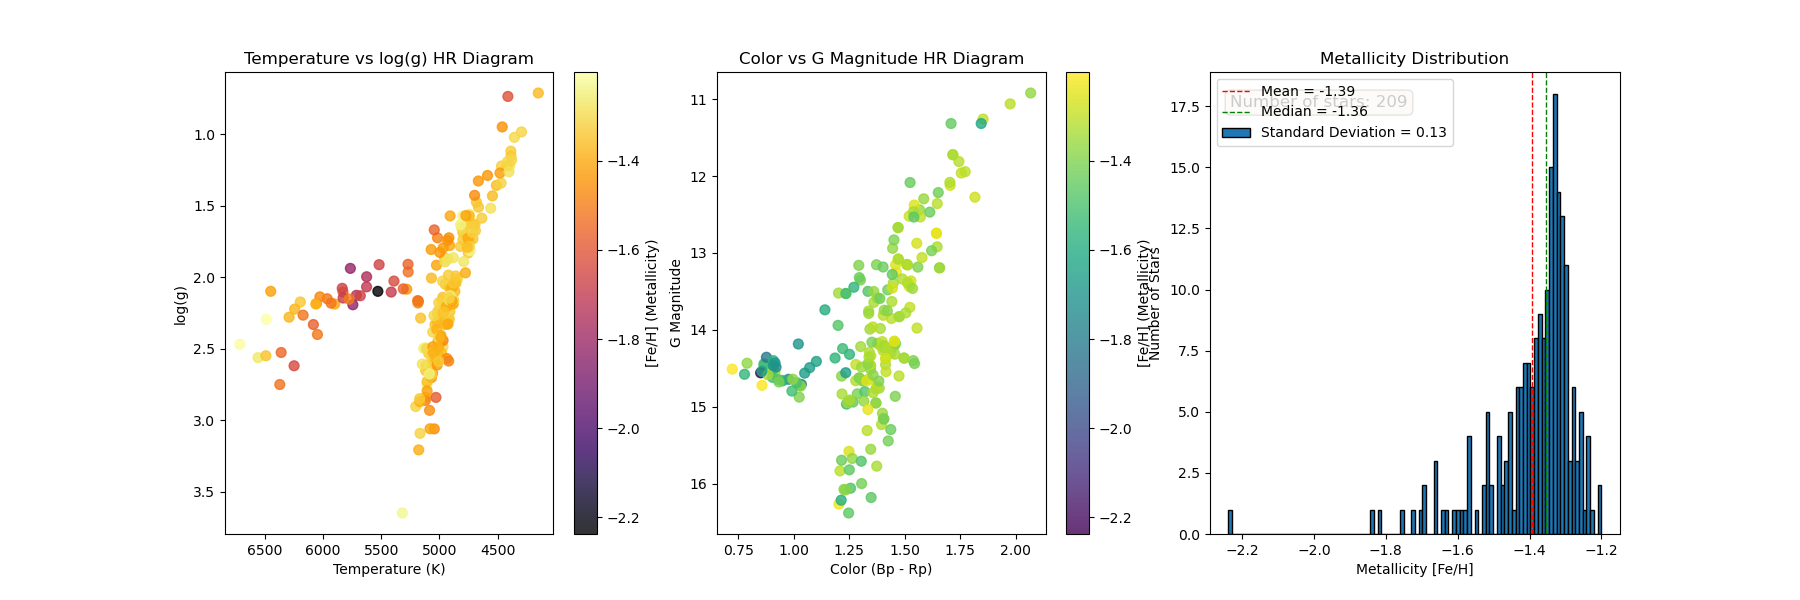 Temperature vs log(g) HR Diagram
log(g)
1.0
1.5
2.0
2.5
3.0
3.5
6500 6000 5500 5000 4500
Temperature (K)
−1.4
−1.6
−1.8
−2.0
−2.2
[Fe/H] (Metallicity)
Color vs G Magnitude HR Diagram
G Magnitude
11
12
13
14
15
16
0.75 1.00 1.25 1.50 1.75 2.00
Color (Bp - Rp)
−1.4
−1.6
−1.8
−2.0
−2.2
[Fe/H] (Metallicity)
Metallicity Distribution
Number of Stars
17.5
15.0
12.5
10.0
7.5
5.0
2.5
0.0
Number of stars: 209
Mean = -1.39
Median = -1.36
Standard Deviation = 0.13
−2.2 −2.0 −1.8 −1.6 −1.4 −1.2
Metallicity [Fe/H]